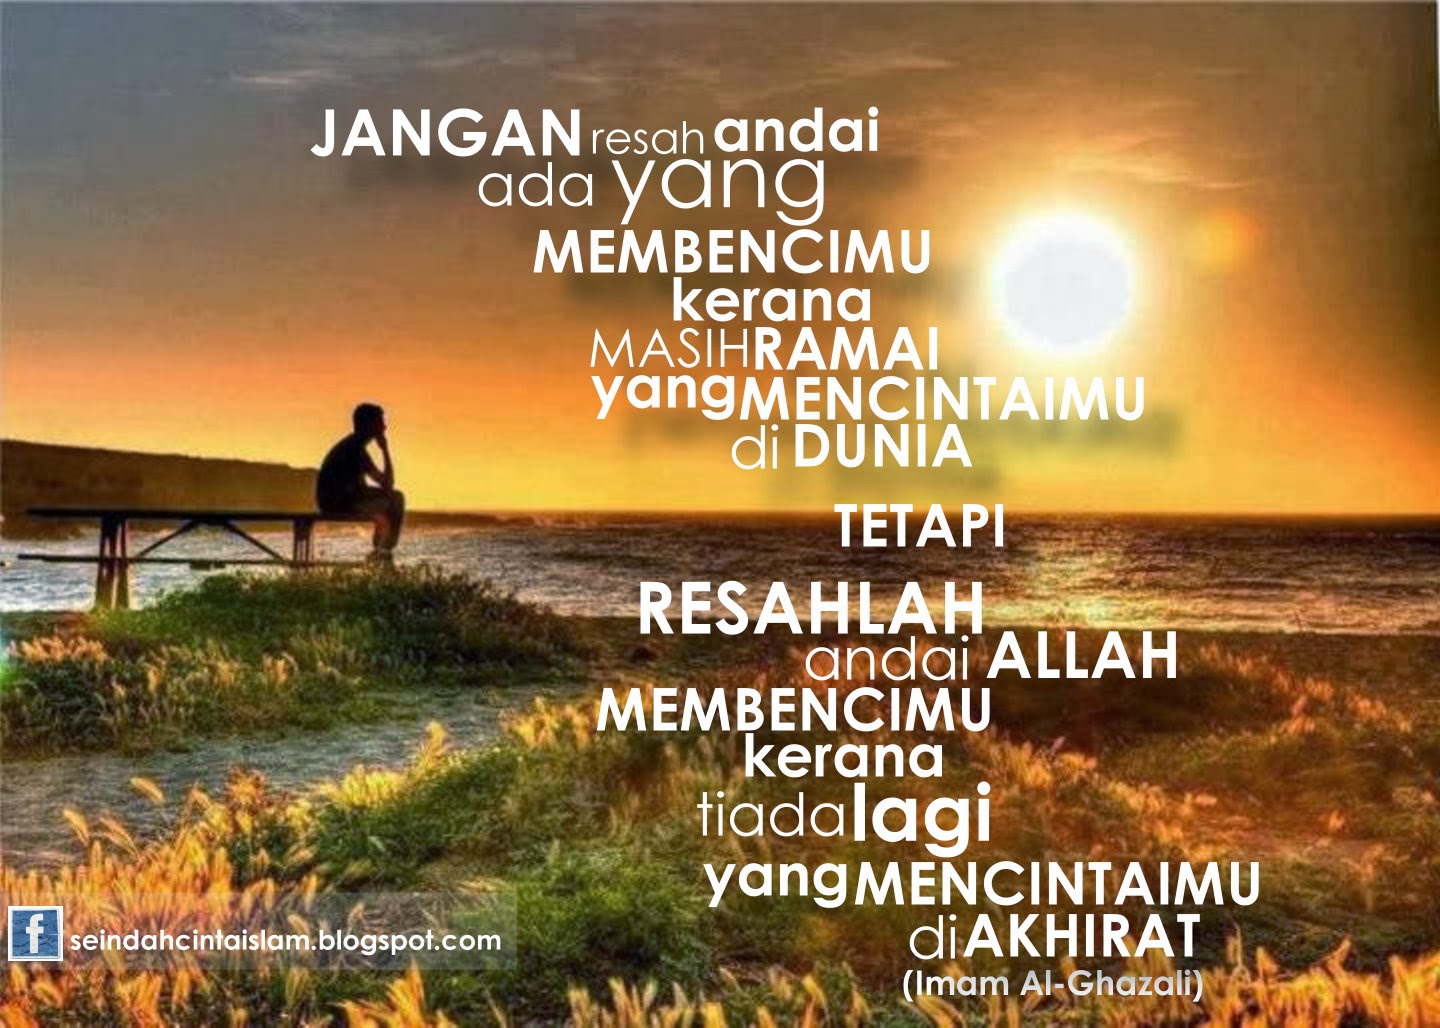 JANGAN resah andai
ada yang
MEMBENCIMU
kerana
MASIH RAMAI
yang MENCINTAIMU
di DUNIA
TETAPI
RESAHLAH
andai ALLAH
MEMBENCIMU
kerana
tiada lagi
yang MENCINTAIMU
di AKHIRAT
(Imam Al-Ghazali)
f seindahcintaislam.blogspot.com